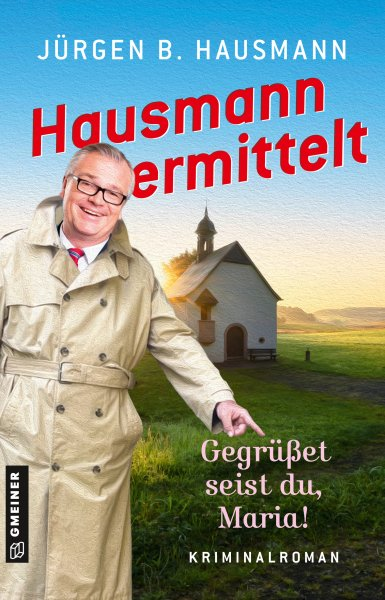 JÜRGEN B. HAUSMANN
Hausmann
ermittelt
Gegrüßet
seist du,
Maria!
KRIMINALROMAN
GMEINER